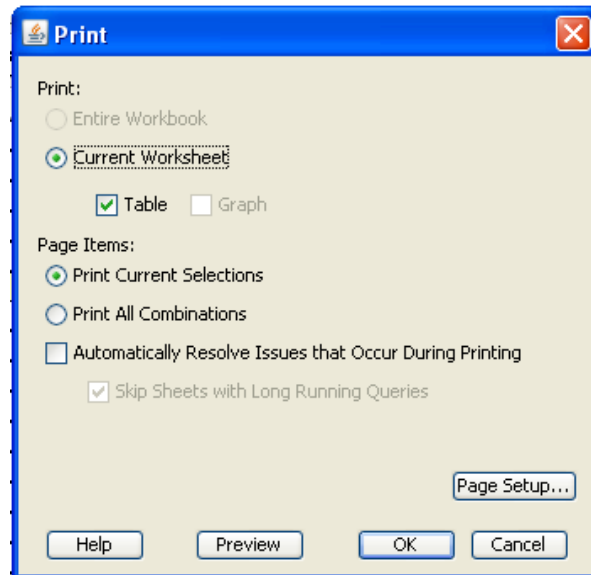 Print
Print:
Entire Workbook
Current Worksheet
Table Graph
Page Items:
Print Current Selections
Print All Combinations
Automatically Resolve Issues that Occur During Printing
Skip Sheets with Long Running Queries
Page Setup...
Help Preview OK Cancel